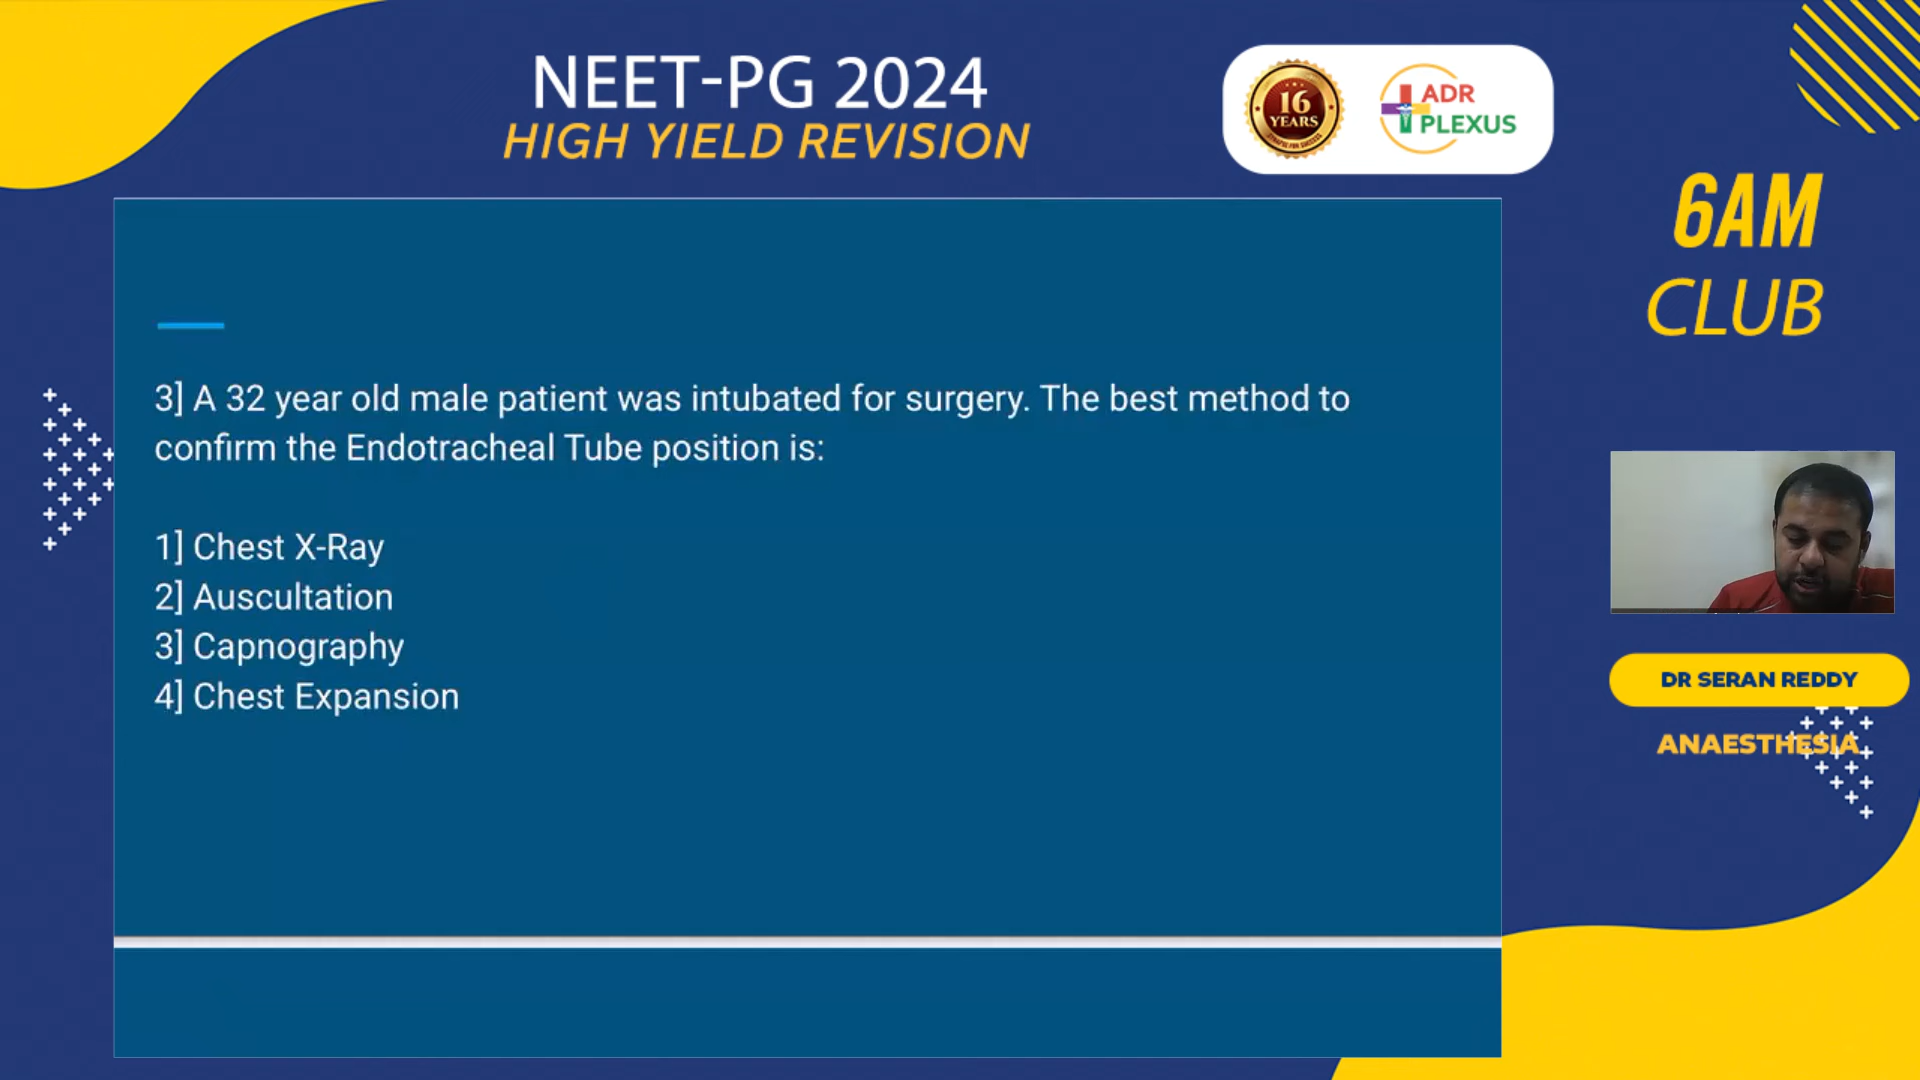 NEET-PG 2024
HIGH YIELD REVISION
16
YEARS
ADR
PLEXUS
6AM
CLUB
3] A 32 year old male patient was intubated for surgery. The best method to
confirm the Endotracheal Tube position is:
1] Chest X-Ray
2] Auscultation
3] Capnography
4] Chest Expansion
DR SERAN REDDY
ANAESTHESIA